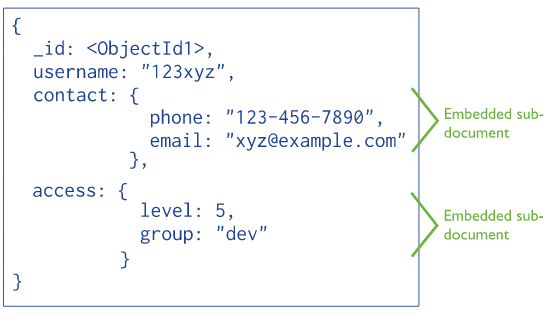 {
_id: <ObjectId1>,
username: "123xyz",
contact: {
phone: "123-456-7890",
email: "xyz@example.com"
},
access: {
level: 5,
group: "dev"
}
}
Embedded sub-
document
Embedded sub-
document